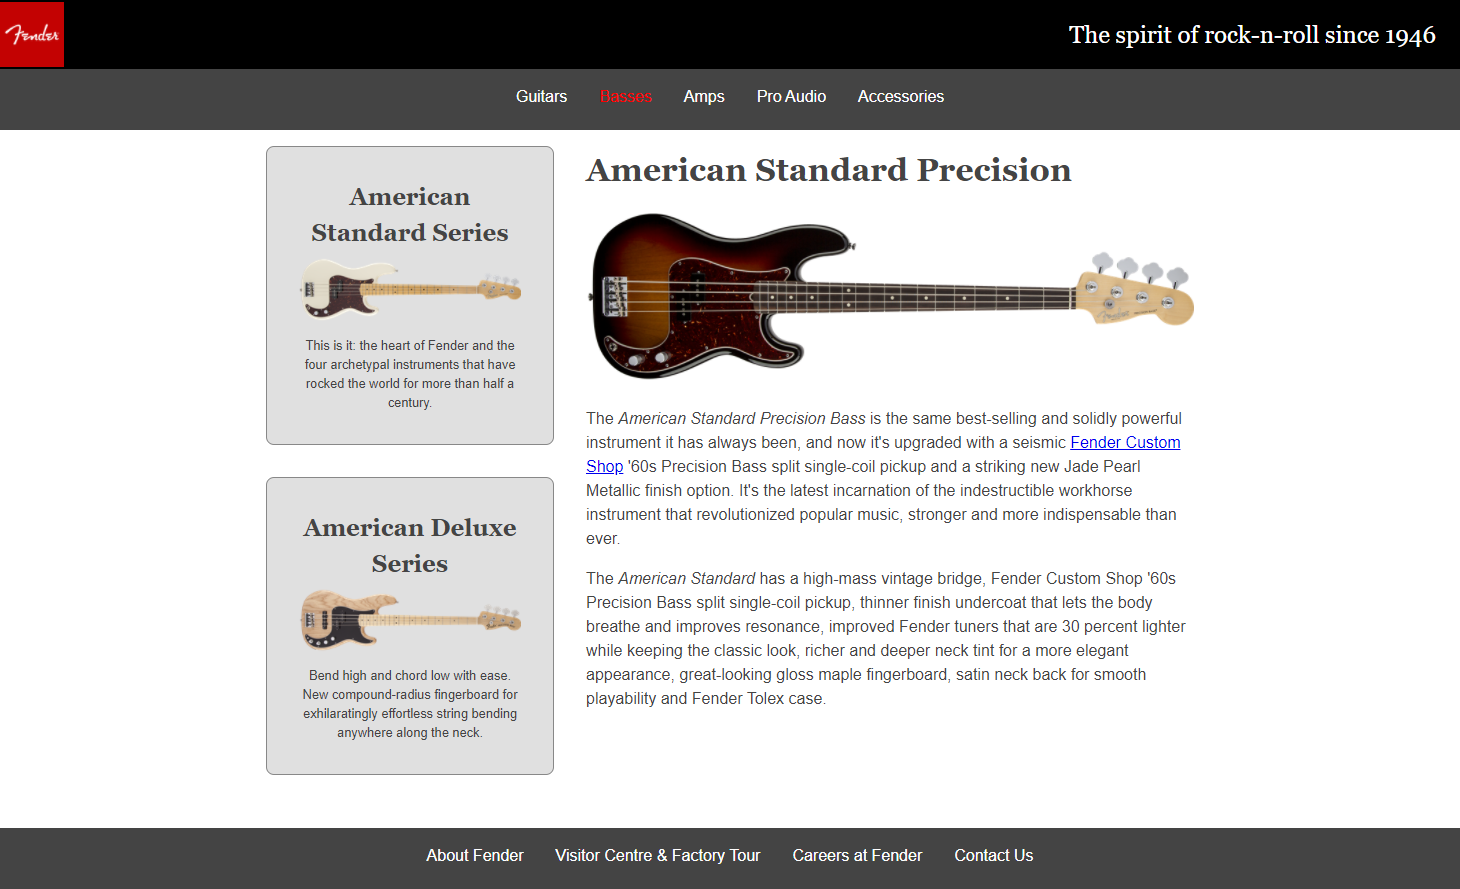 Fender
The spirit of rock-n-roll since 1946
Guitars Basses Amps Pro Audio Accessories
American
Standard Series
This is it: the heart of Fender and the
four archetypal instruments that have
rocked the world for more than half a
century.
American Deluxe
Series
Bend high and chord low with ease.
New compound-radius fingerboard for
exhilaratingly effortless string bending
anywhere along the neck.
American Standard Precision
Fender
The American Standard Precision Bass is the same best-selling and solidly powerful
instrument it has always been, and now it's upgraded with a seismic Fender Custom
Shop '60s Precision Bass split single-coil pickup and a striking new Jade Pearl
Metallic finish option. It's the latest incarnation of the indestructible workhorse
instrument that revolutionized popular music, stronger and more indispensable than
ever.
The American Standard has a high-mass vintage bridge, Fender Custom Shop '60s
Precision Bass split single-coil pickup, thinner finish undercoat that lets the body
breathe and improves resonance, improved Fender tuners that are 30 percent lighter
while keeping the classic look, richer and deeper neck tint for a more elegant
appearance, great-looking gloss maple fingerboard, satin neck back for smooth
playability and Fender Tolex case.
About Fender Visitor Centre & Factory Tour Careers at Fender Contact Us